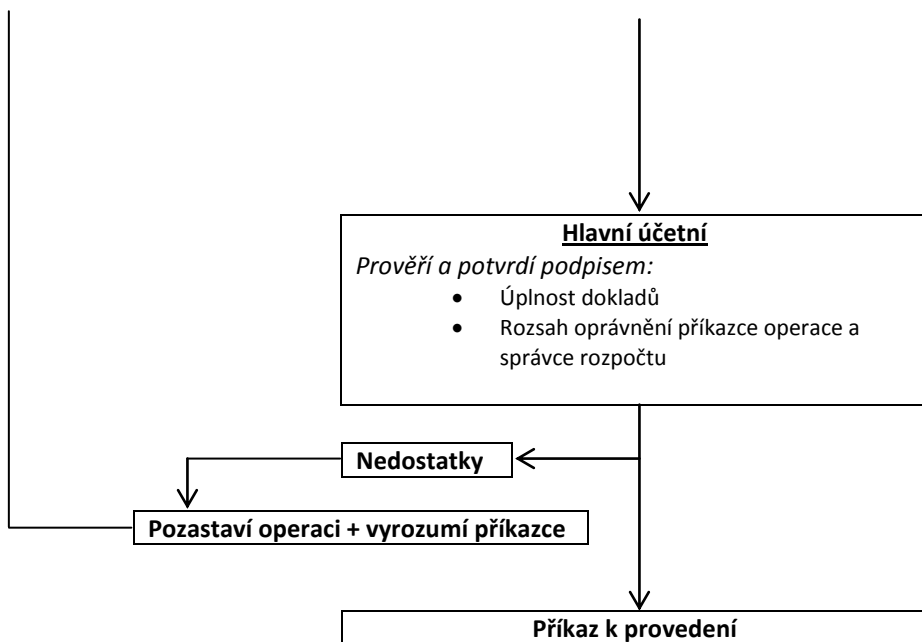 Hlavní účetní
Prověří a potvrdí podpisem:
• Úplnost dokladů
• Rozsah oprávnění příkazce operace a
správce rozpočtu
Nedostatky
Pozastaví operaci + vyrozumí příkazce
Příkaz k provedení